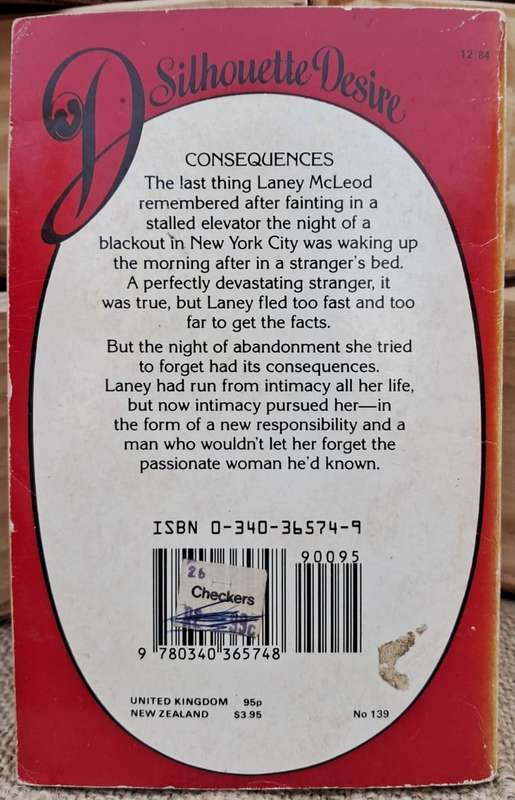 12 84
D
Silhouette Desire
CONSEQUENCES
The last thing Laney McLeod
remembered after fainting in a
stalled elevator the night of a
blackout in New York City was waking up
the morning after in a stranger's bed.
A perfectly devastating stranger, it
was true, but Laney fled too fast and too
far to get the facts.
But the night of abandonment she tried
to forget had its consequences.
Laney had run from intimacy all her life,
but now intimacy pursued her—in
the form of a new responsibility and a
man who wouldn't let her forget the
passionate woman he'd known.
ISBN 0-340-36574-9
90095
26
Checkers
9 780340 365748
UNITED KINGDOM 95p
NEW ZEALAND $3.95
No 139